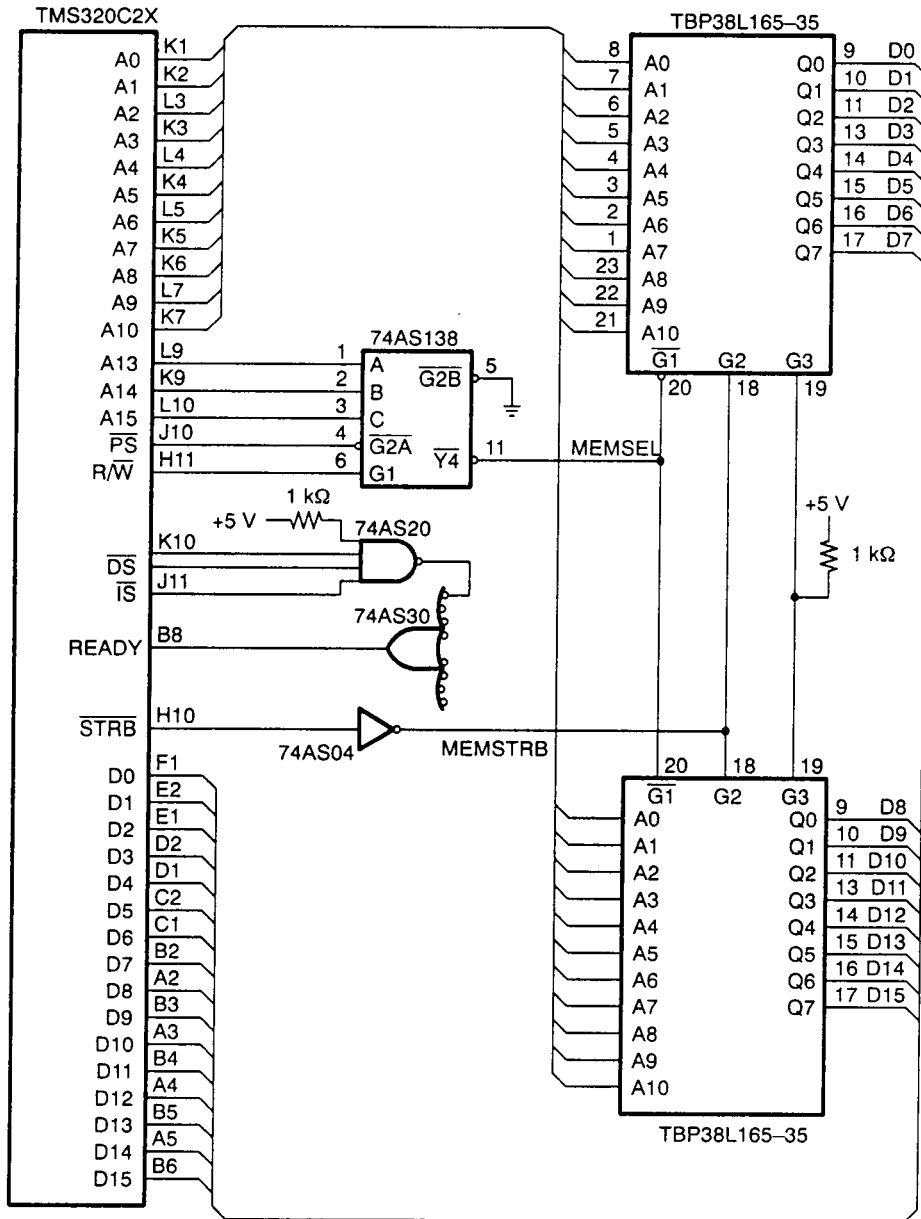 TMS320C2X
A0 K1
A1 K2
A2 L3
A3 K3
A4 L4
A5 K4
A6 L5
A7 K5
A8 K6
A9 L7
A10 K7
A13 L9
A14 K9
A15 L10
PS J10
R/W H11
DS K10
IS J11
READY B8
STRB H10
D0 F1
D1 E2
D2 E1
D3 D2
D4 D1
D5 C2
D6 C1
D7 B2
D8 A2
D9 B3
D10 A3
D11 B4
D12 A4
D13 B5
D14 A5
D15 B6
74AS138
1 A
2 B
3 C
4 G2A
6 G1
G2B 5
Y4 11
MEMSEL
+5 V
1 kΩ
74AS20
74AS30
74AS04
MEMSTRB
TBP38L165–35
8 A0
7 A1
6 A2
5 A3
4 A4
3 A5
2 A6
1 A7
23 A8
22 A9
21 A10
Q0 9 D0
Q1 10 D1
Q2 11 D2
Q3 13 D3
Q4 14 D4
Q5 15 D5
Q6 16 D6
Q7 17 D7
G1 G2 G3
20 18 19
+5 V
1 kΩ
20 18 19
G1 G2 G3
A0
A1
A2
A3
A4
A5
A6
A7
A8
A9
A10
Q0 9 D8
Q1 10 D9
Q2 11 D10
Q3 13 D11
Q4 14 D12
Q5 15 D13
Q6 16 D14
Q7 17 D15
TBP38L165–35